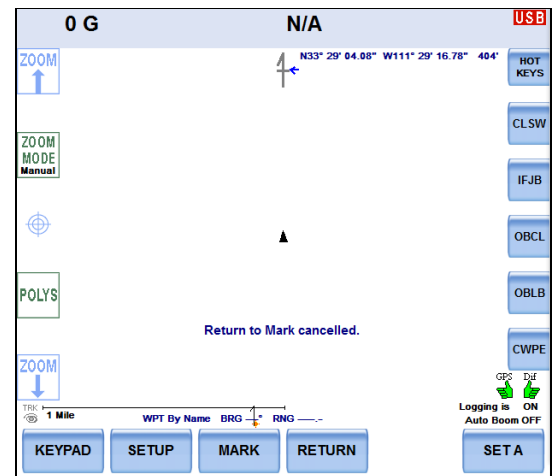 0 G N/A USB
ZOOM
N33° 29' 04.08" W111° 29' 16.78" 404'
HOT
KEYS
CLSW
ZOOM
MODE
Manual
IFJB
OBCL
POLYS
OBLB
Return to Mark cancelled.
CWPE
ZOOM
GPS Dif
TRK
1 Mile
Logging is ON
WPT By Name BRG —.-° RNG ——.-
Auto Boom OFF
KEYPAD SETUP MARK RETURN SET A